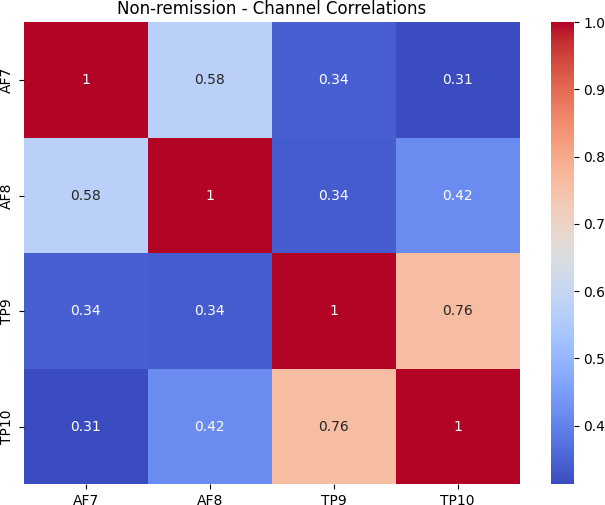 Non-remission - Channel Correlations
AF7 1 0.58 0.34 0.31
AF8 0.58 1 0.34 0.42
TP9 0.34 0.34 1 0.76
TP10 0.31 0.42 0.76 1
AF7 AF8 TP9 TP10
1.0
0.9
0.8
0.7
0.6
0.5
0.4